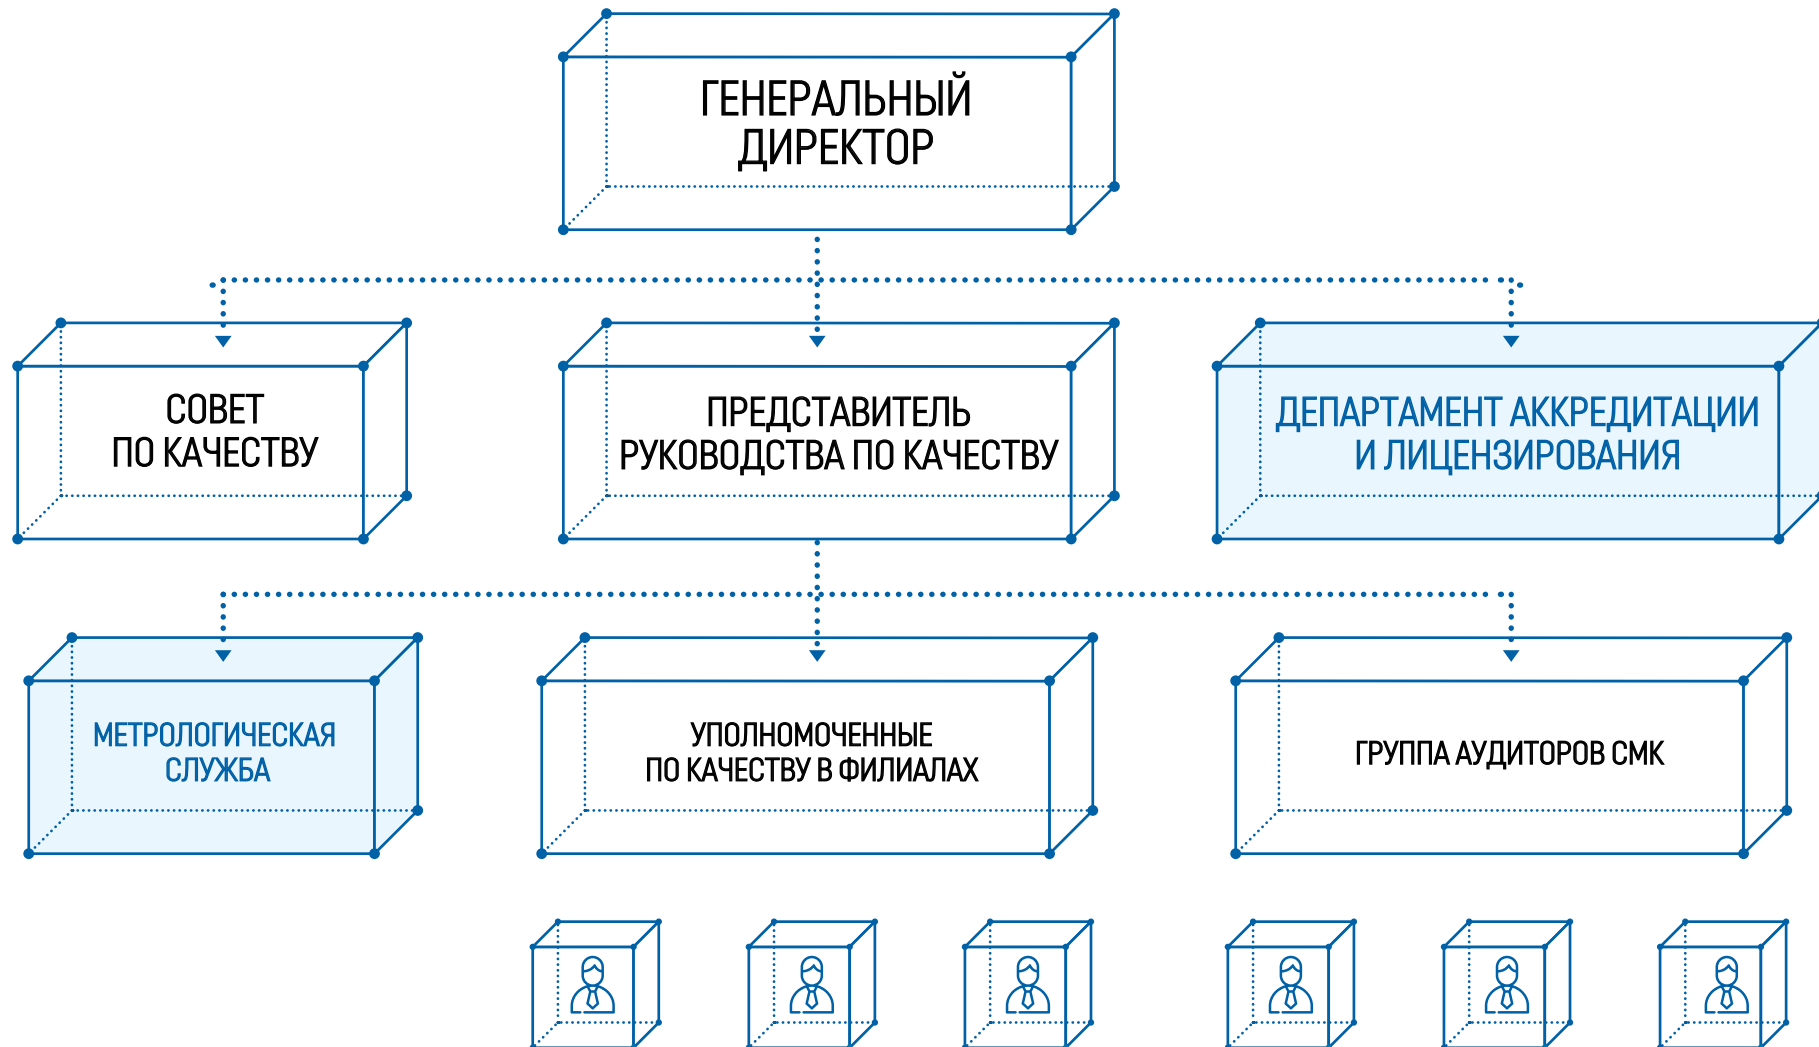 ГЕНЕРАЛЬНЫЙ
ДИРЕКТОР
СОВЕТ
ПО КАЧЕСТВУ
ПРЕДСТАВИТЕЛЬ
РУКОВОДСТВА ПО КАЧЕСТВУ
ДЕПАРТАМЕНТ АККРЕДИТАЦИИ
И ЛИЦЕНЗИРОВАНИЯ
МЕТРОЛОГИЧЕСКАЯ
СЛУЖБА
УПОЛНОМОЧЕННЫЕ
ПО КАЧЕСТВУ В ФИЛИАЛАХ
ГРУППА АУДИТОРОВ СМК